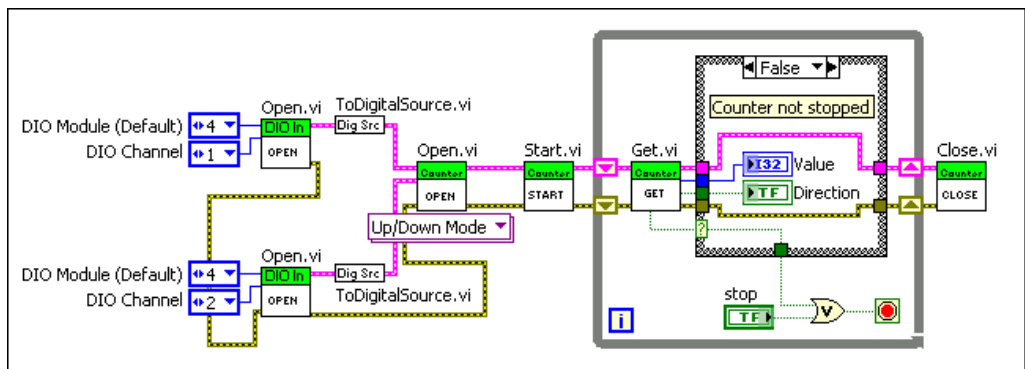 Open.vi
ToDigitalSource.vi
DIO Module (Default)
4
DIO In
Dig Src
DIO Channel
1
OPEN
Open.vi
Counter
OPEN
Up/Down Mode
Start.vi
Counter
START
Open.vi
DIO Module (Default)
4
DIO In
Dig Src
DIO Channel
2
OPEN
ToDigitalSource.vi
Get.vi
Counter
GET
False
Counter not stopped
I32
Value
TF
Direction
?
stop
TF
V
i
Close.vi
Counter
CLOSE